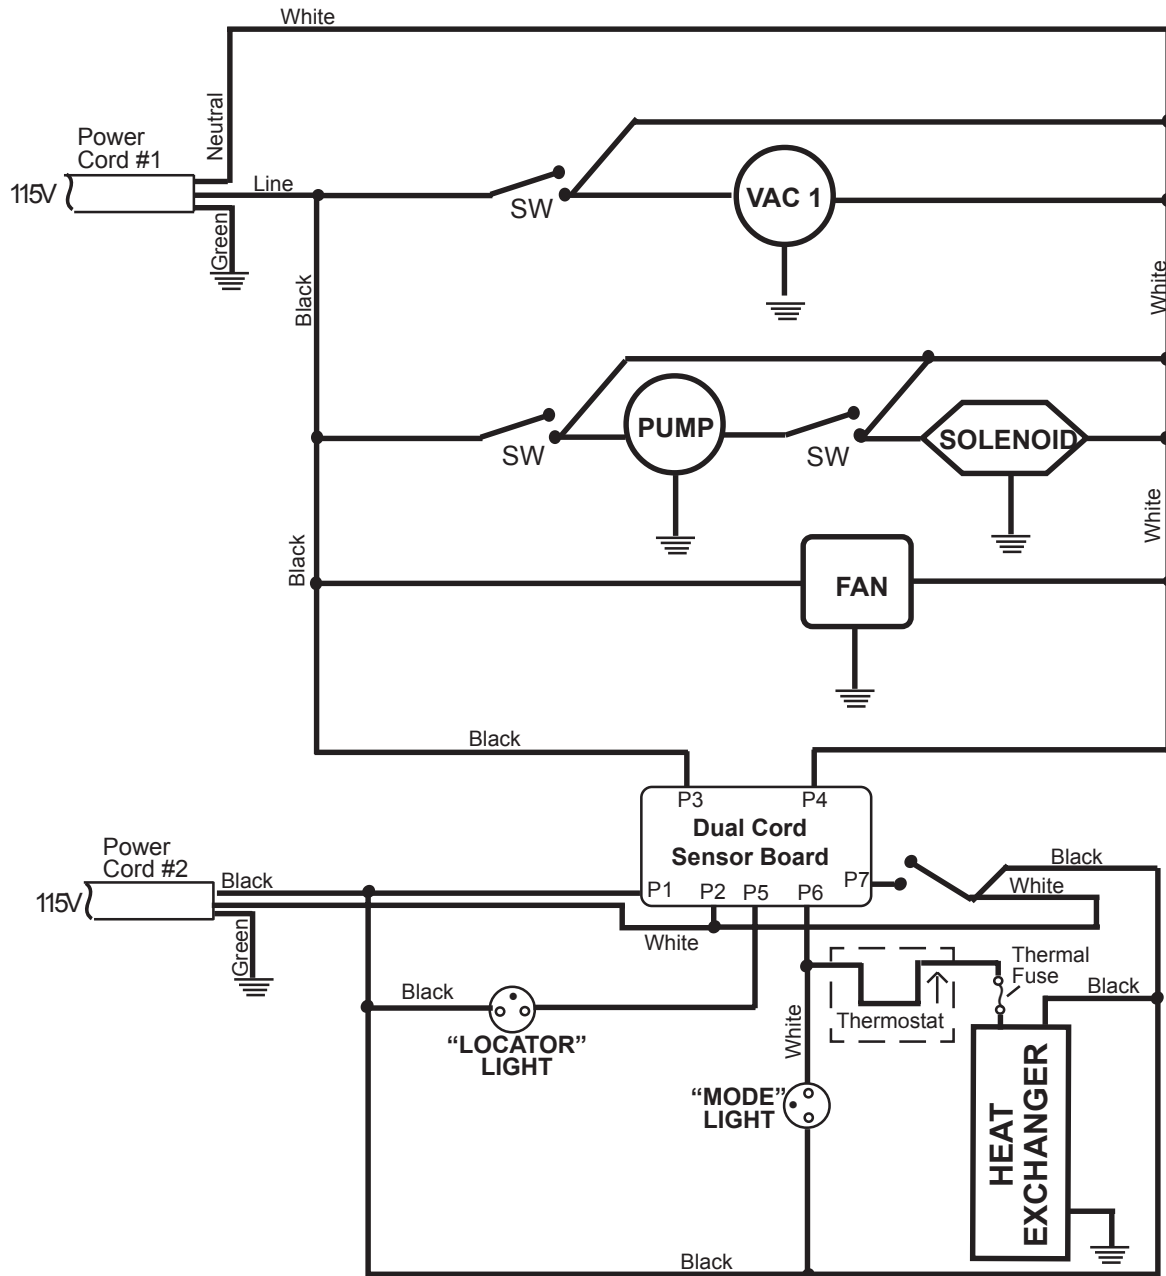 White
Neutral
Power
Cord #1
115V
Line
Green
SW
VAC 1
Black
White
SW
PUMP
SW
SOLENOID
White
Black
FAN
Black
P3
P4
Dual Cord
Sensor Board
P1
P2
P5
P6
P7
Power
Cord #2
115V
Black
Green
White
Black
White
Black
"LOCATOR"
LIGHT
White
Thermostat
Thermal
Fuse
Black
"MODE"
LIGHT
HEAT
EXCHANGER
Black